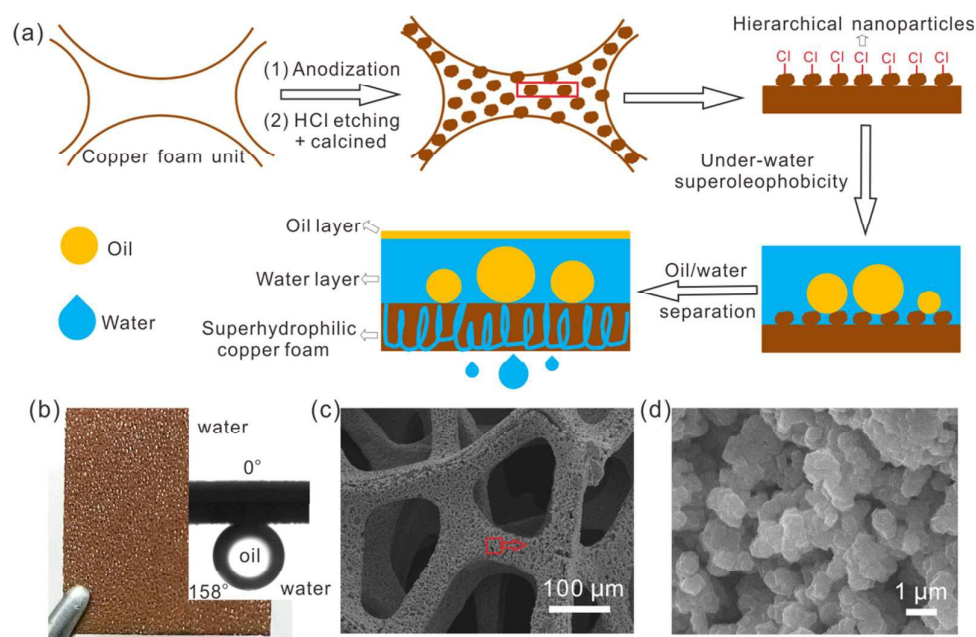 (a)
Copper foam unit
(1) Anodization
(2) HCl etching
+ calcined
Hierarchical nanoparticles
Cl Cl Cl Cl Cl Cl Cl
Under-water
superoleophobicity
Oil
Water
Oil layer
Water layer
Superhydrophilic
copper foam
Oil/water
separation
(b)
water
0°
oil
158°
water
(c)
100 µm
(d)
1 µm